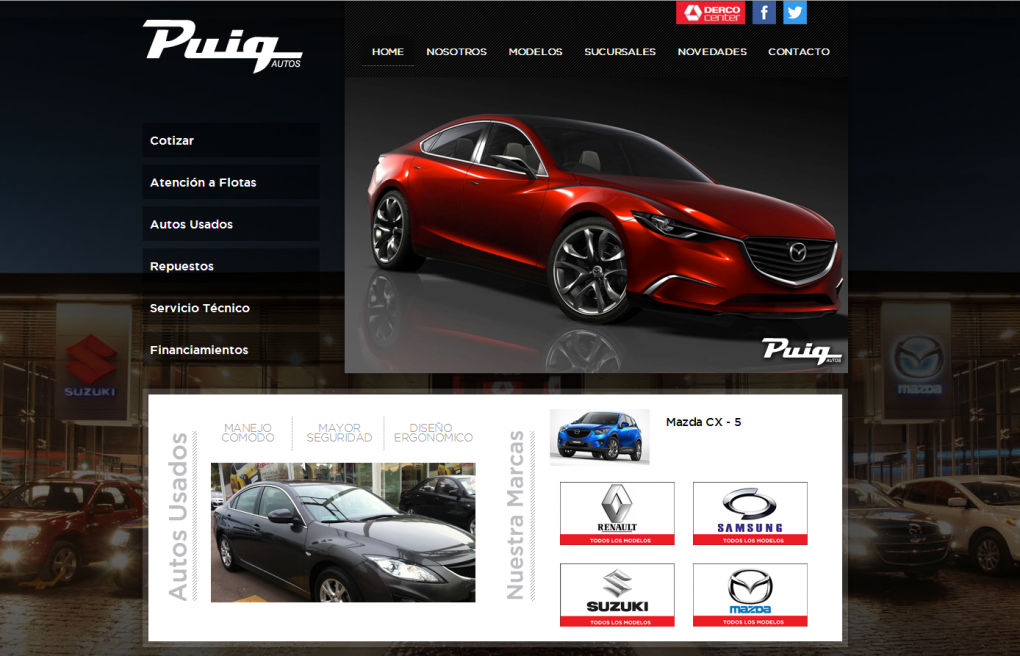 Puig
AUTOS
DERCO
center
HOME
NOSOTROS
MODELOS
SUCURSALES
NOVEDADES
CONTACTO
Cotizar
Atención a Flotas
Autos Usados
Repuestos
Servicio Técnico
Financiamientos
Puig
AUTOS
SUZUKI
mazda
Autos Usados
MANEJO
COMODO
MAYOR
SEGURIDAD
DISEÑO
ERGONOMICO
Nuestra Marcas
Mazda CX - 5
RENAULT
TODOS LOS MODELOS
SAMSUNG
TODOS LOS MODELOS
SUZUKI
TODOS LOS MODELOS
mazda
TODOS LOS MODELOS